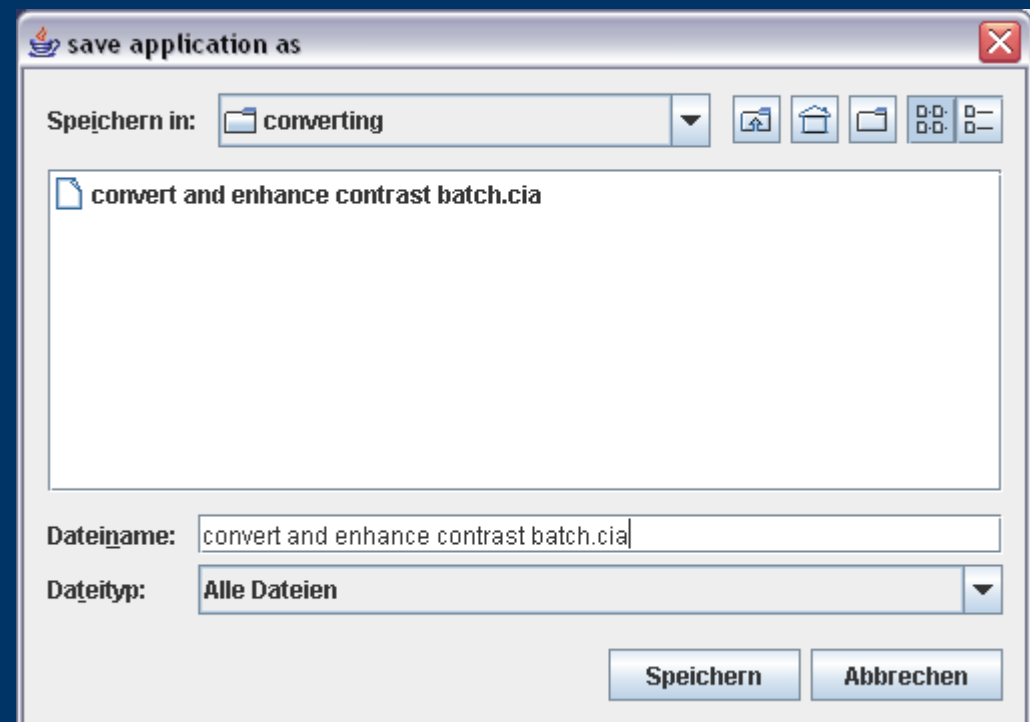 save application as
Speichern in:
converting
convert and enhance contrast batch.cia
Dateiname:
convert and enhance contrast batch.cia
Dateityp:
Alle Dateien
Speichern
Abbrechen